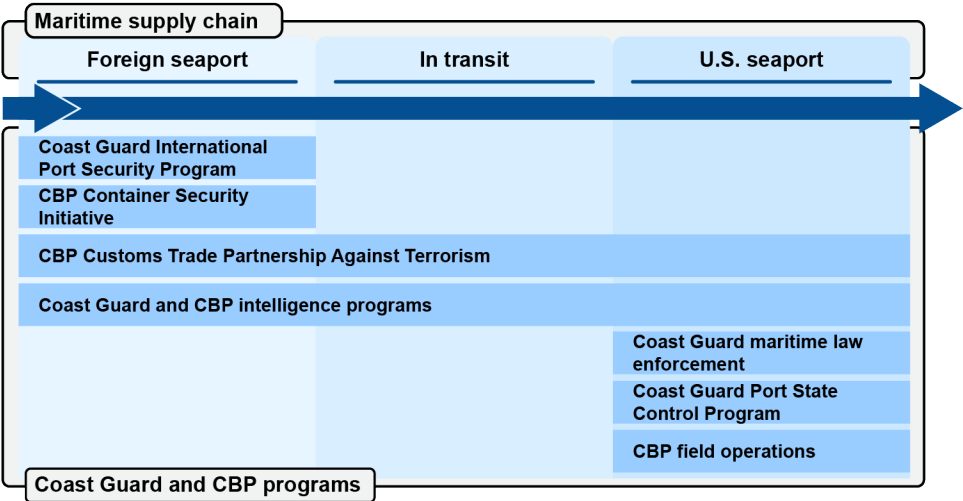 Maritime supply chain
Foreign seaport
In transit
U.S. seaport
Coast Guard International
Port Security Program
CBP Container Security
Initiative
CBP Customs Trade Partnership Against Terrorism
Coast Guard and CBP intelligence programs
Coast Guard maritime law
enforcement
Coast Guard Port State
Control Program
CBP field operations
Coast Guard and CBP programs